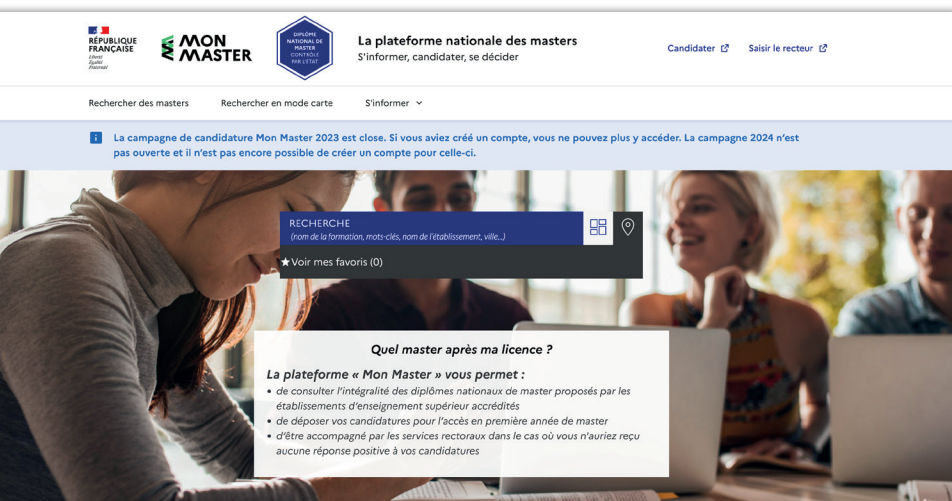 RÉPUBLIQUE
FRANÇAISE
Liberté
Égalité
Fraternité
MON
MASTER
DIPLÔME
NATIONAL DE
MASTER
CONTRÔLÉ
PAR L'ÉTAT
La plateforme nationale des masters
S'informer, candidater, se décider
Candidater
Saisir le recteur
Rechercher des masters
Rechercher en mode carte
S'informer
La campagne de candidature Mon Master 2023 est close. Si vous aviez créé un compte, vous ne pouvez plus y accéder. La campagne 2024 n'est
pas ouverte et il n'est pas encore possible de créer un compte pour celle-ci.
RECHERCHE
(nom de la formation, mots-clés, nom de l'établissement, ville...)
★Voir mes favoris (0)
Quel master après ma licence ?
La plateforme « Mon Master » vous permet :
• de consulter l'intégralité des diplômes nationaux de master proposés par les
établissements d'enseignement supérieur accrédités
• de déposer vos candidatures pour l'accès en première année de master
• d'être accompagné par les services rectoraux dans le cas où vous n'auriez reçu
aucune réponse positive à vos candidatures